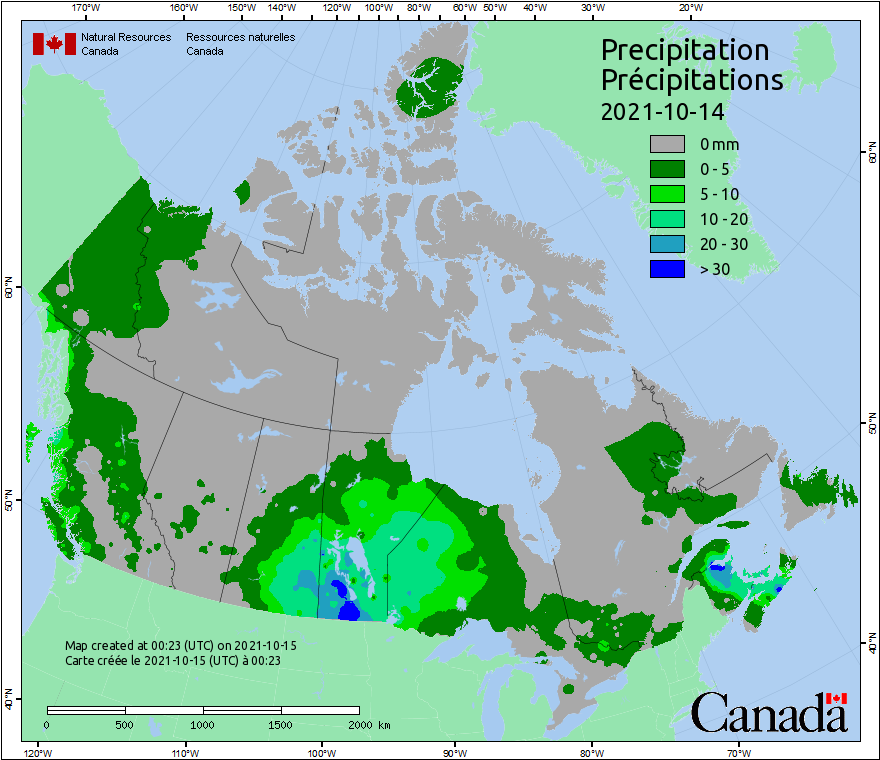 170°W 160°W 150°W 140°W 130°W 120°W 110°W 100°W 90°W 80°W 70°W 60°W 50°W 40°W 30°W 20°W
Natural Resources Canada
Ressources naturelles Canada
Precipitation
Précipitations
2021-10-14
0 mm
0 - 5
5 - 10
10 - 20
20 - 30
> 30
60°N
50°N
40°N
60°N
50°N
40°N
Map created at 00:23 (UTC) on 2021-10-15
Carte créée le 2021-10-15 (UTC) à 00:23
0 500 1000 1500 2000 km
Canada
120°W 110°W 100°W 90°W 80°W 70°W